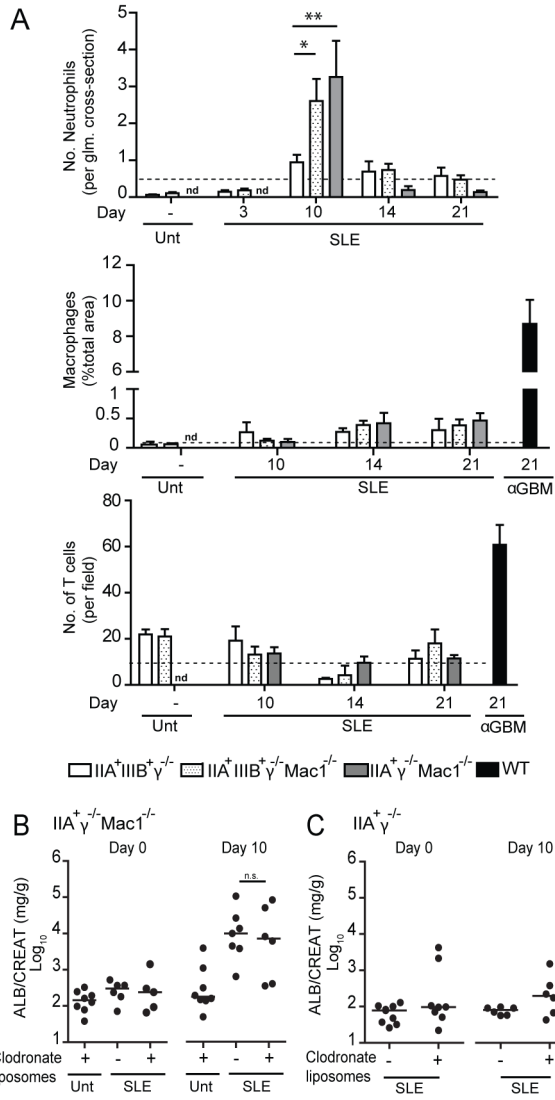 A
No. Neutrophils
(per glm. cross-section)
5
4
3
2
1
0
**
*
nd
nd
Day - 3 10 14 21
Unt SLE
Macrophages
(%total area)
12
10
8
6
1
0.5
0
nd
Day - 10 14 21 21
Unt SLE αGBM
No. of T cells
(per field)
80
60
40
20
0
nd
Day - 10 14 21 21
Unt SLE αGBM
IIA⁺IIIB⁺γ⁻/⁻ IIA⁺IIIB⁺γ⁻/⁻Mac1⁻/⁻ IIA⁺γ⁻/⁻Mac1⁻/⁻ WT
B IIA⁺γ⁻/⁻Mac1⁻/⁻
Day 0 Day 10
ALB/CREAT (mg/g)
Log₁₀
6
5
4
3
2
1
n.s.
Clodronate + - + + - +
iposomes Unt SLE Unt SLE
C IIA⁺γ⁻/⁻
Day 0 Day 10
ALB/CREAT (mg/g)
Log₁₀
6
5
4
3
2
1
Clodronate - + - +
liposomes SLE SLE